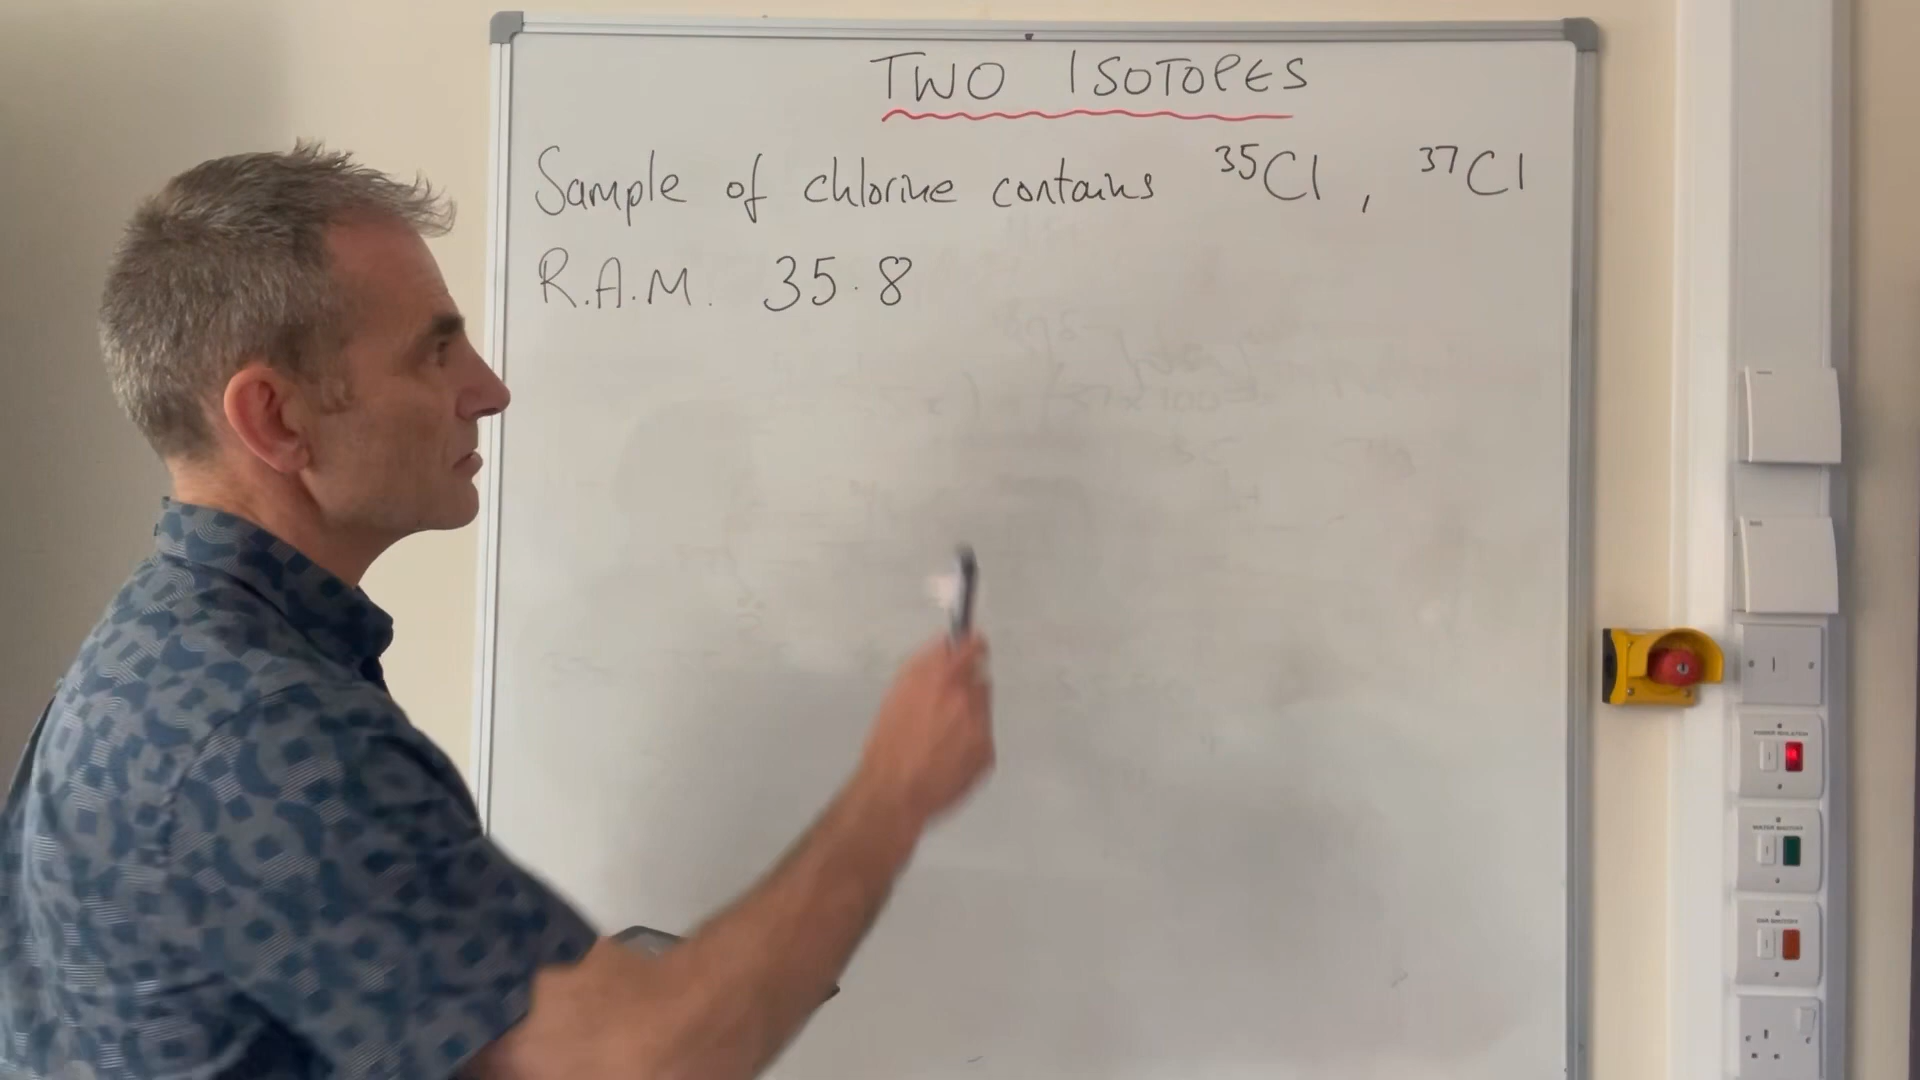 TWO ISOTOPES
Sample of chlorine contains ³⁵Cl , ³⁷Cl
R.A.M. 35.8